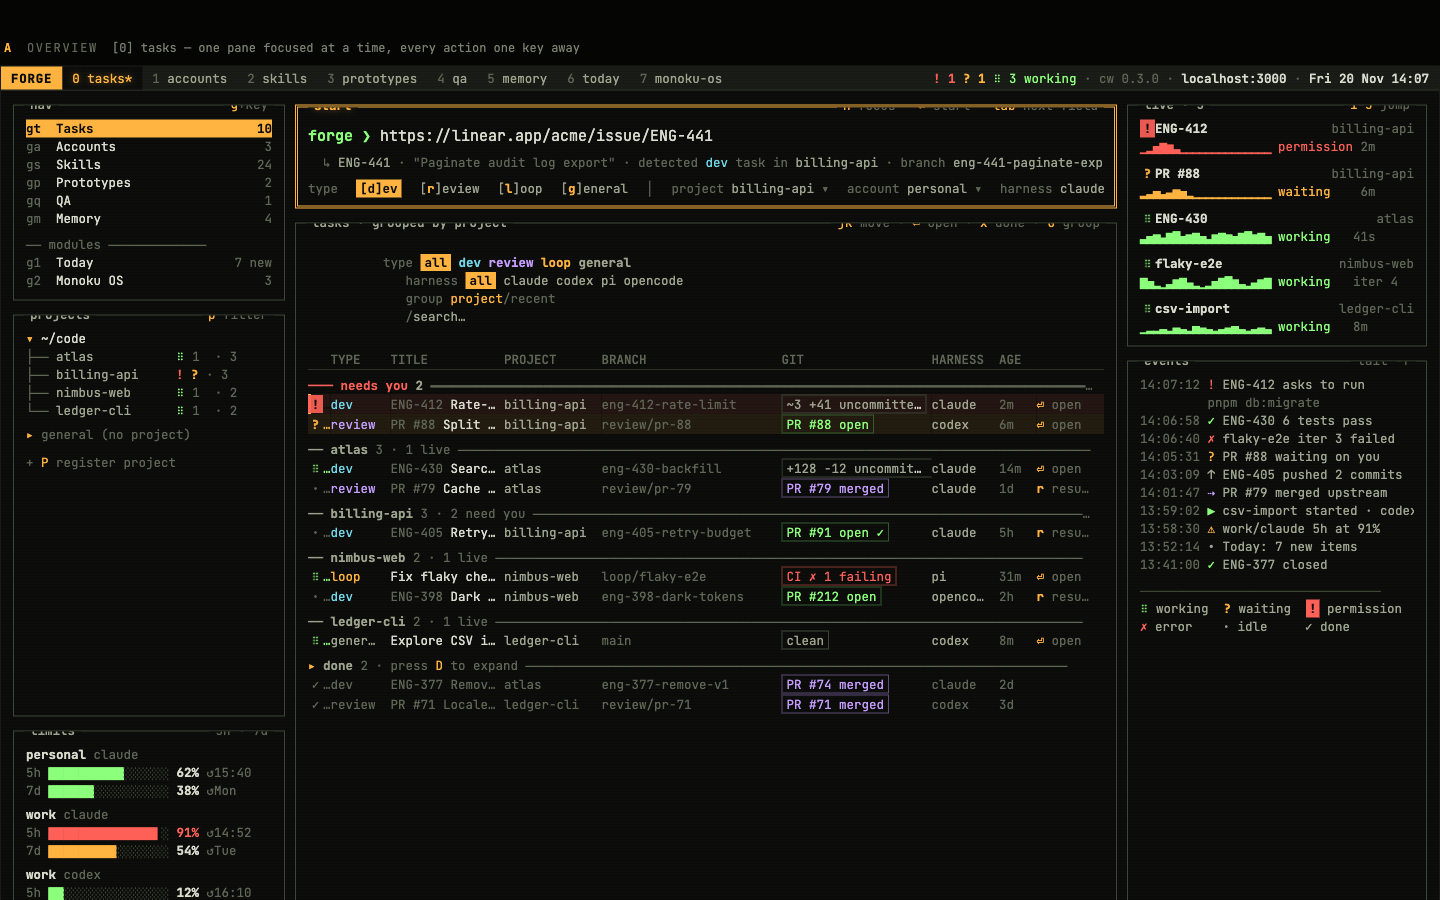 A OVERVIEW [0] tasks — one pane focused at a time, every action one key away
FORGE 0 tasks* 1 accounts 2 skills 3 prototypes 4 qa 5 memory 6 today 7 monoku-os ! 1 ? 1 ⠿ 3 working · cw 0.3.0 · localhost:3000 · Fri 20 Nov 14:07
nav g+key
gt Tasks 10
ga Accounts 3
gs Skills 24
gp Prototypes 2
gq QA 1
gm Memory 4
── modules ──
g1 Today 7 new
g2 Monoku OS 3
projects p filter
▾ ~/code
├── atlas ⠿ 1 · 3
├── billing-api ! ? · 3
├── nimbus-web ⠿ 1 · 2
└── ledger-cli ⠿ 1 · 2
▸ general (no project)
+ P register project
limits 5h · 7d
personal claude
5h 62% ↺15:40
7d 38% ↺Mon
work claude
5h 91% ↺14:52
7d 54% ↺Tue
work codex
5h 12% ↺16:10
start
forge ❯ https://linear.app/acme/issue/ENG-441
↳ ENG-441 · "Paginate audit log export" · detected dev task in billing-api · branch eng-441-paginate-exp
type [d]ev [r]eview [l]oop [g]eneral │ project billing-api ▾ account personal ▾ harness claude
tasks · grouped by project jk move · ⏎ open · x done · o group
type all dev review loop general
harness all claude codex pi opencode
group project/recent
/search…
TYPE TITLE PROJECT BRANCH GIT HARNESS AGE
── needs you 2 ──…
! dev ENG-412 Rate-… billing-api eng-412-rate-limit ~3 +41 uncommitte… claude 2m ⏎ open
? …review PR #88 Split … billing-api review/pr-88 PR #88 open codex 6m ⏎ open
── atlas 3 · 1 live ──
⠿ …dev ENG-430 Searc… atlas eng-430-backfill +128 -12 uncommit… claude 14m ⏎ open
· …review PR #79 Cache … atlas review/pr-79 PR #79 merged claude 1d r resu…
── billing-api 3 · 2 need you ──…
· …dev ENG-405 Retry… billing-api eng-405-retry-budget PR #91 open ✓ claude 5h r resu…
── nimbus-web 2 · 1 live ──
⠿ …loop Fix flaky che… nimbus-web loop/flaky-e2e CI ✗ 1 failing pi 31m ⏎ open
· …dev ENG-398 Dark … nimbus-web eng-398-dark-tokens PR #212 open openco… 2h r resu…
── ledger-cli 2 · 1 live ──
⠿ …gener… Explore CSV i… ledger-cli main clean codex 8m ⏎ open
▸ done 2 · press D to expand ──
✓ …dev ENG-377 Remov… atlas eng-377-remove-v1 PR #74 merged claude 2d
✓ …review PR #71 Locale… ledger-cli review/pr-71 PR #71 merged codex 3d
live · 5 jump
! ENG-412 billing-api
permission 2m
? PR #88 billing-api
waiting 6m
⠿ ENG-430 atlas
working 41s
⠿ flaky-e2e nimbus-web
working iter 4
⠿ csv-import ledger-cli
working 8m
events tail -f
14:07:12 ! ENG-412 asks to run
pnpm db:migrate
14:06:58 ✓ ENG-430 6 tests pass
14:06:40 ✗ flaky-e2e iter 3 failed
14:05:31 ? PR #88 waiting on you
14:03:09 ↑ ENG-405 pushed 2 commits
14:01:47 ⇢ PR #79 merged upstream
13:59:02 ▶ csv-import started · codex
13:58:30 ⚠ work/claude 5h at 91%
13:52:14 • Today: 7 new items
13:41:00 ✓ ENG-377 closed
⠿ working ? waiting ! permission
✗ error · idle ✓ done